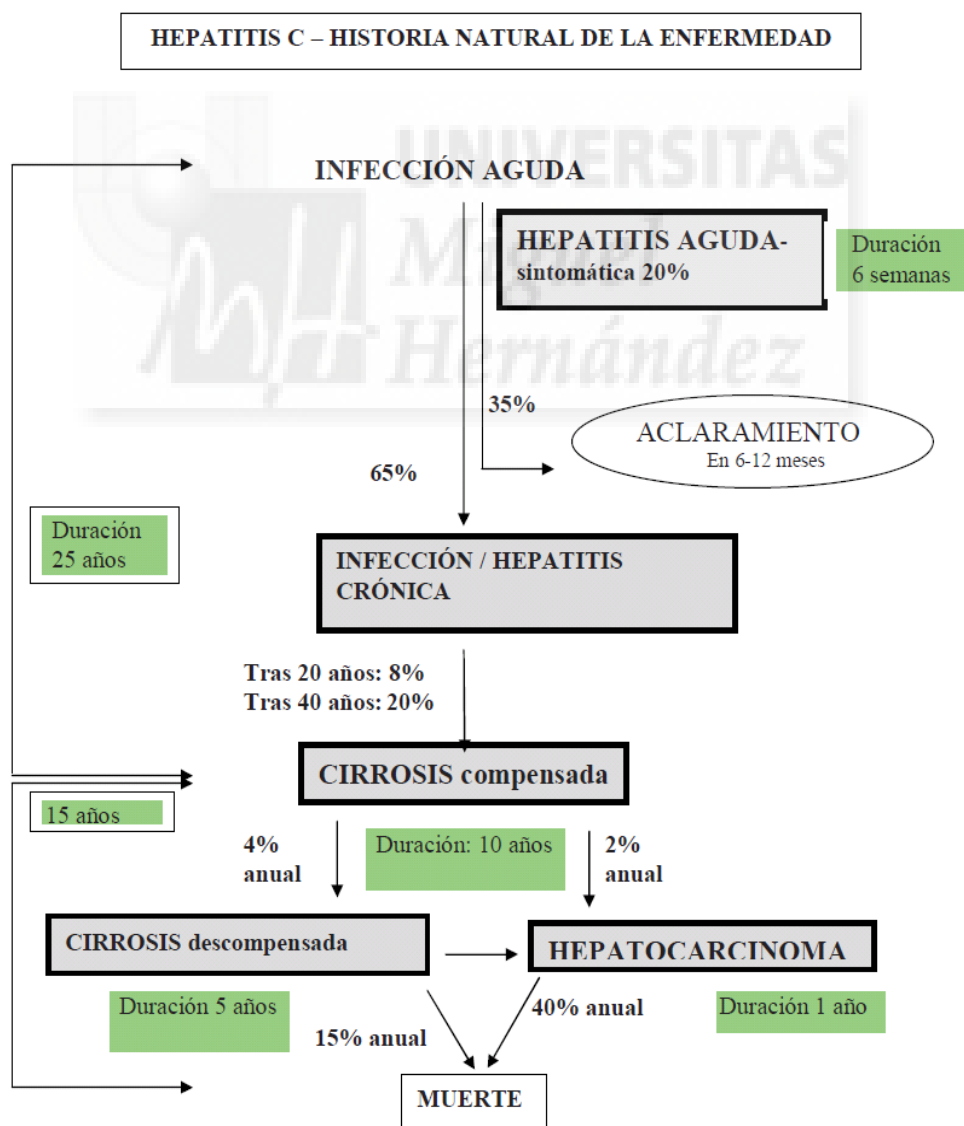 HEPATITIS C – HISTORIA NATURAL DE LA ENFERMEDAD
UNIVERSITAS
Miguel
Hernández
INFECCIÓN AGUDA
HEPATITIS AGUDA-
sintomática 20%
Duración
6 semanas
35%
ACLARAMIENTO
En 6-12 meses
65%
Duración
25 años
INFECCIÓN / HEPATITIS
CRÓNICA
Tras 20 años: 8%
Tras 40 años: 20%
CIRROSIS compensada
15 años
4%
anual
Duración: 10 años
2%
anual
CIRROSIS descompensada
HEPATOCARCINOMA
Duración 5 años
15% anual
40% anual
Duración 1 año
MUERTE